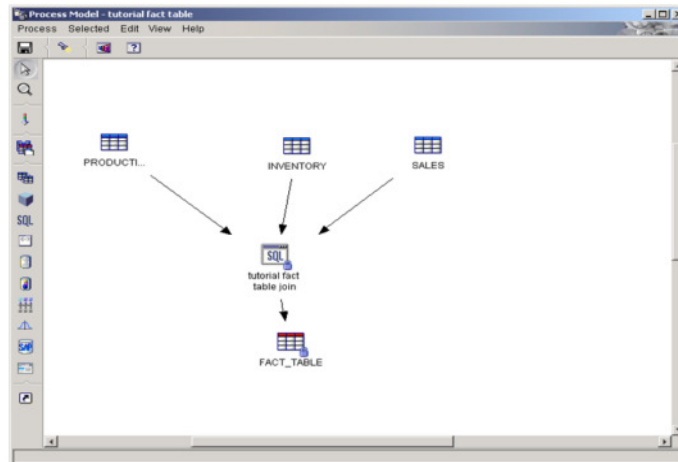 Process Model - tutorial fact table
Process Selected Edit View Help
SQL
PRODUCTI...
INVENTORY
SALES
SQL
tutorial fact
table join
FACT_TABLE